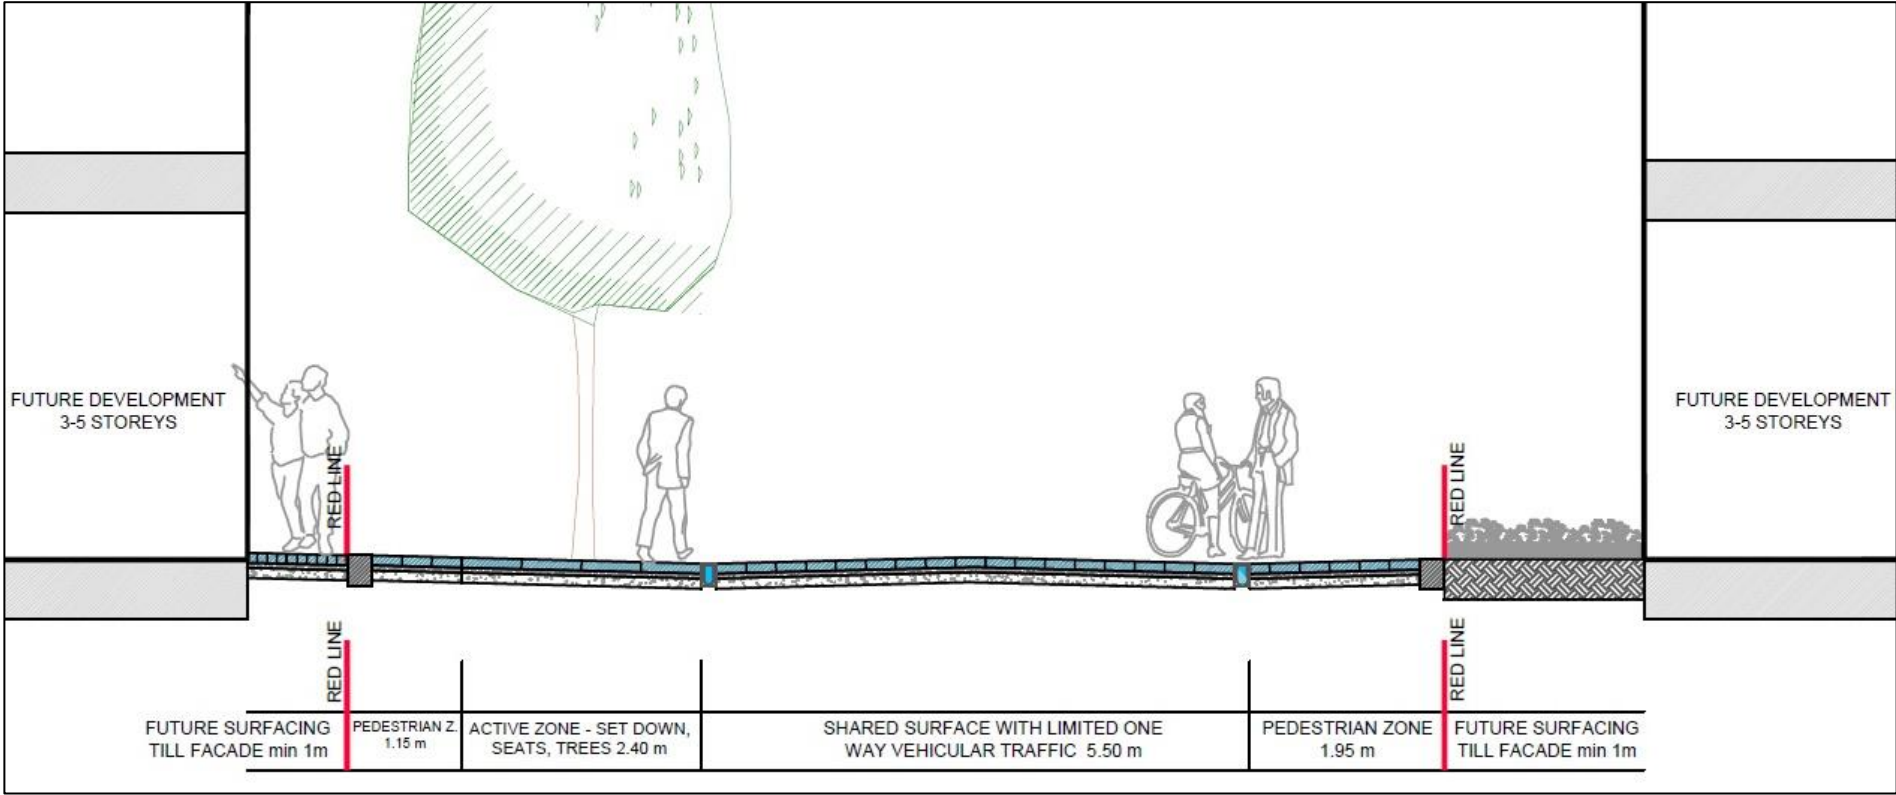 FUTURE DEVELOPMENT
3-5 STOREYS
FUTURE DEVELOPMENT
3-5 STOREYS
RED LINE
RED LINE
RED LINE
RED LINE
FUTURE SURFACING
TILL FACADE min 1m
PEDESTRIAN Z.
1.15 m
ACTIVE ZONE - SET DOWN,
SEATS, TREES 2.40 m
SHARED SURFACE WITH LIMITED ONE
WAY VEHICULAR TRAFFIC 5.50 m
PEDESTRIAN ZONE
1.95 m
FUTURE SURFACING
TILL FACADE min 1m